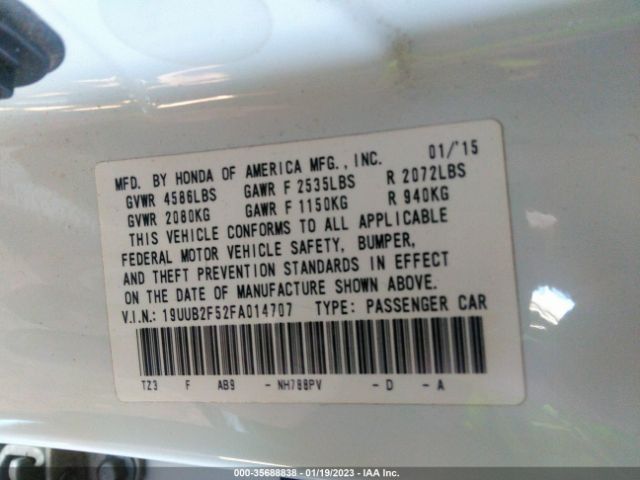 MFD. BY HONDA OF AMERICA MFG., INC. 01/'15
GVWR 4586LBS GAWR F 2535LBS R 2072LBS
GVWR 2080KG GAWR F 1150KG R 940KG
THIS VEHICLE CONFORMS TO ALL APPLICABLE
FEDERAL MOTOR VEHICLE SAFETY, BUMPER,
AND THEFT PREVENTION STANDARDS IN EFFECT
ON THE DATE OF MANUFACTURE SHOWN ABOVE.
V.I.N.: 19UUB2F52FA014707 TYPE: PASSENGER CAR
TZ3 F AB9 - NH788PV - D - A
000-35688838 - 01/19/2023 - IAA Inc.